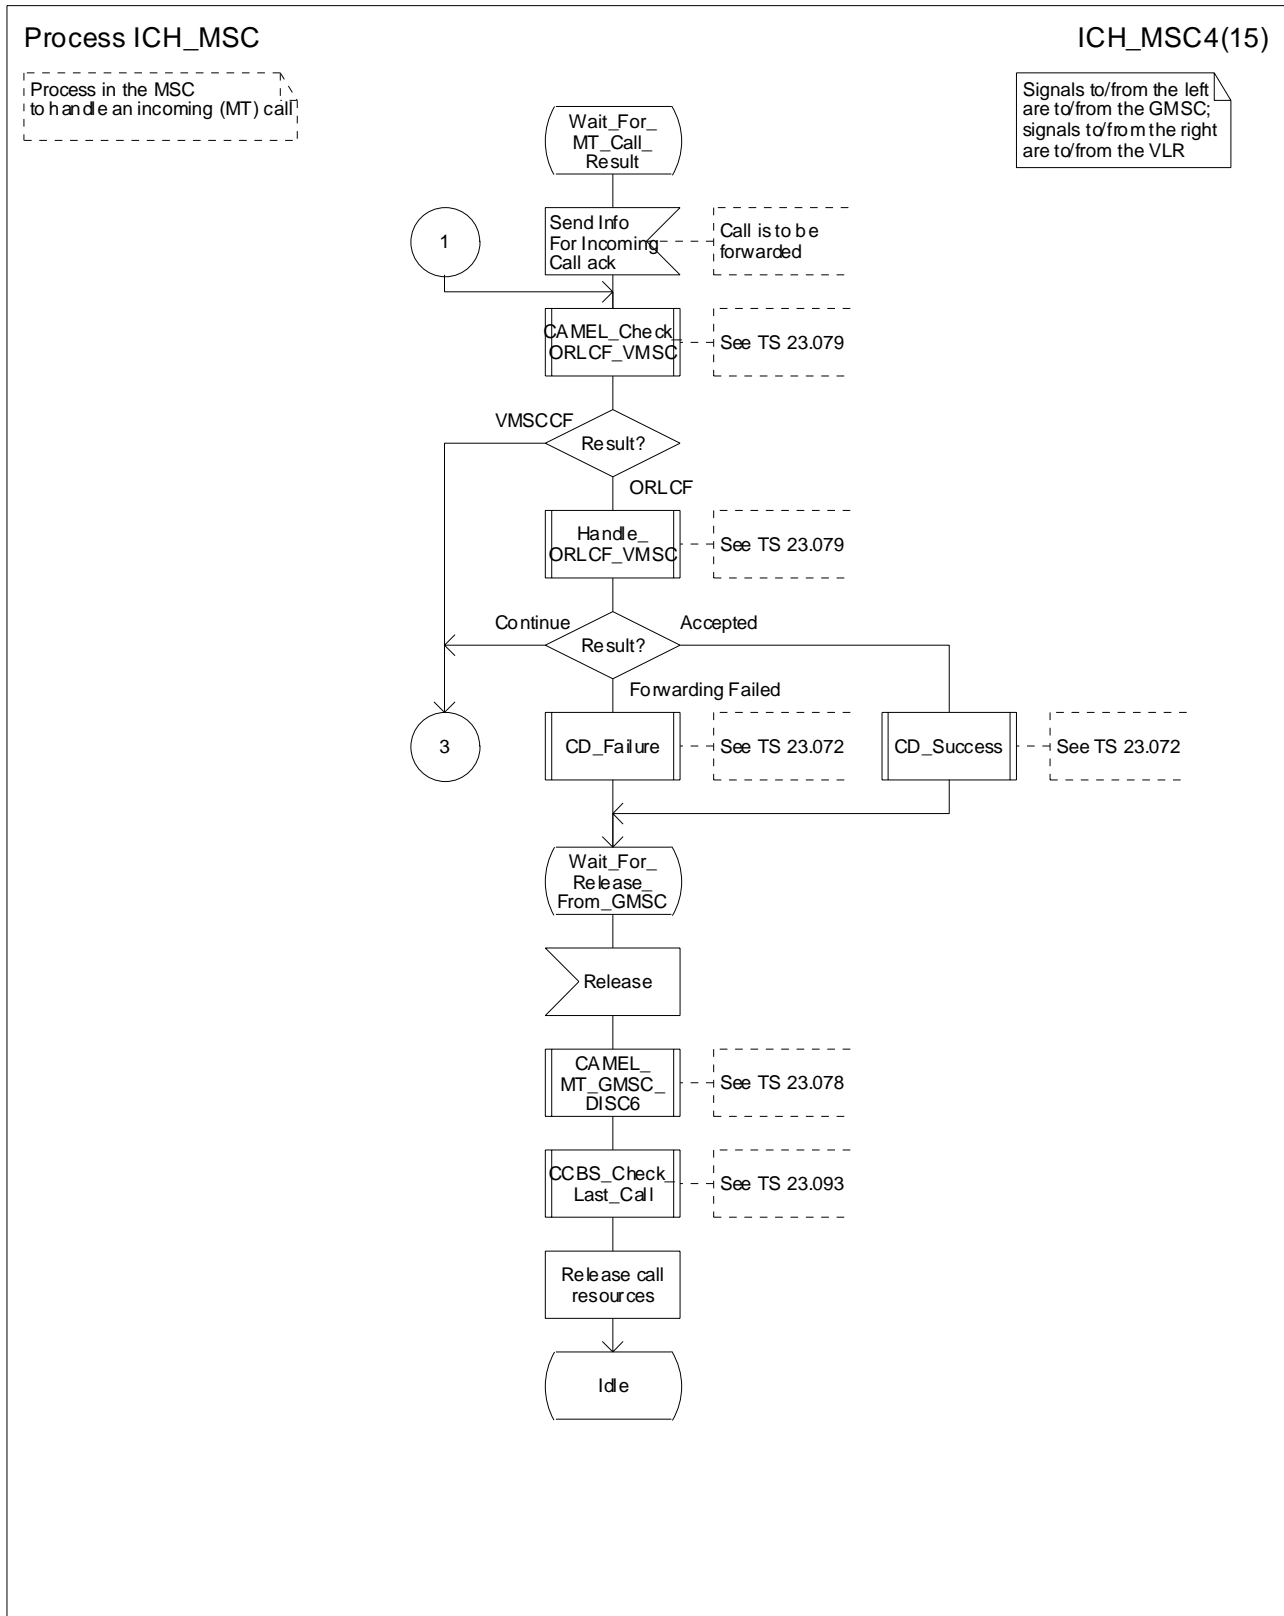 Process ICH_MSC
ICH_MSC4(15)
Process in the MSC
to handle an incoming (MT) call
Signals to/from the left
are to/from the GMSC;
signals to/from the right
are to/from the VLR
Wait_For_
MT_Call_
Result
1
Send Info
For Incoming
Call ack
Call is to be
forwarded
CAMEL_Check_
ORLCF_VMSC
See TS 23.079
VMSCCF
Result?
ORLCF
Handle_
ORLCF_VMSC
See TS 23.079
Continue
Result?
Accepted
Forwarding Failed
3
CD_Failure
See TS 23.072
CD_Success
See TS 23.072
Wait_For_
Release_
From_GMSC
Release
CAMEL_
MT_GMSC_
DISC6
See TS 23.078
CCBS_Check_
Last_Call
See TS 23.093
Release call
resources
Idle